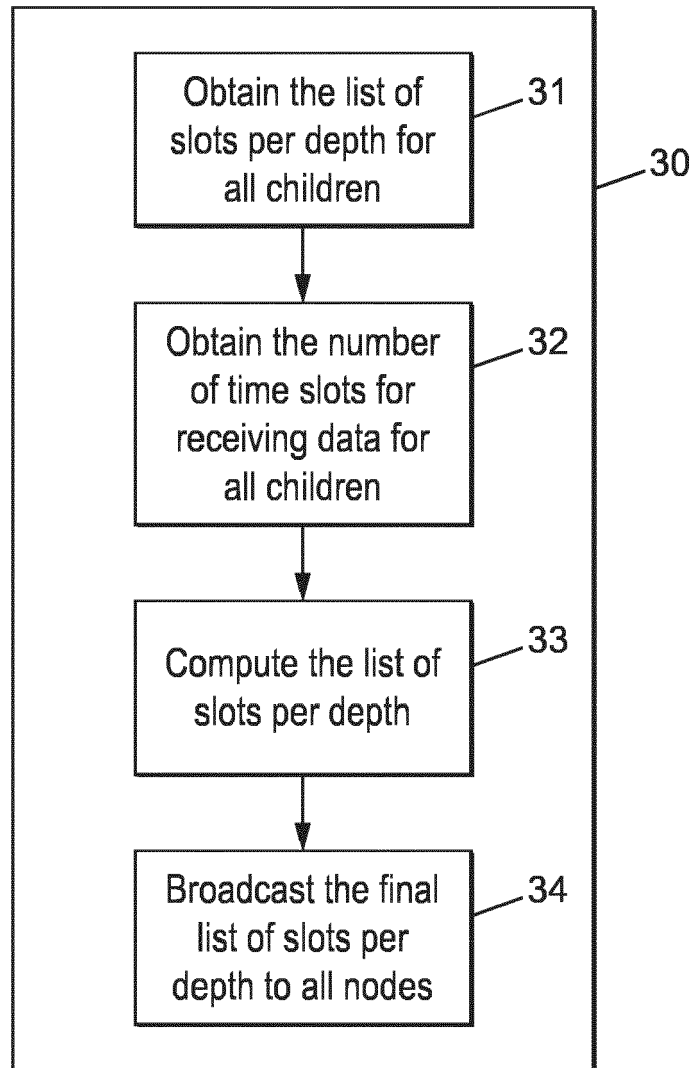 Obtain the list of
slots per depth for
all children
31
30
Obtain the number
of time slots for
receiving data for
all children
32
Compute the list of
slots per depth
33
Broadcast the final
list of slots per
depth to all nodes
34